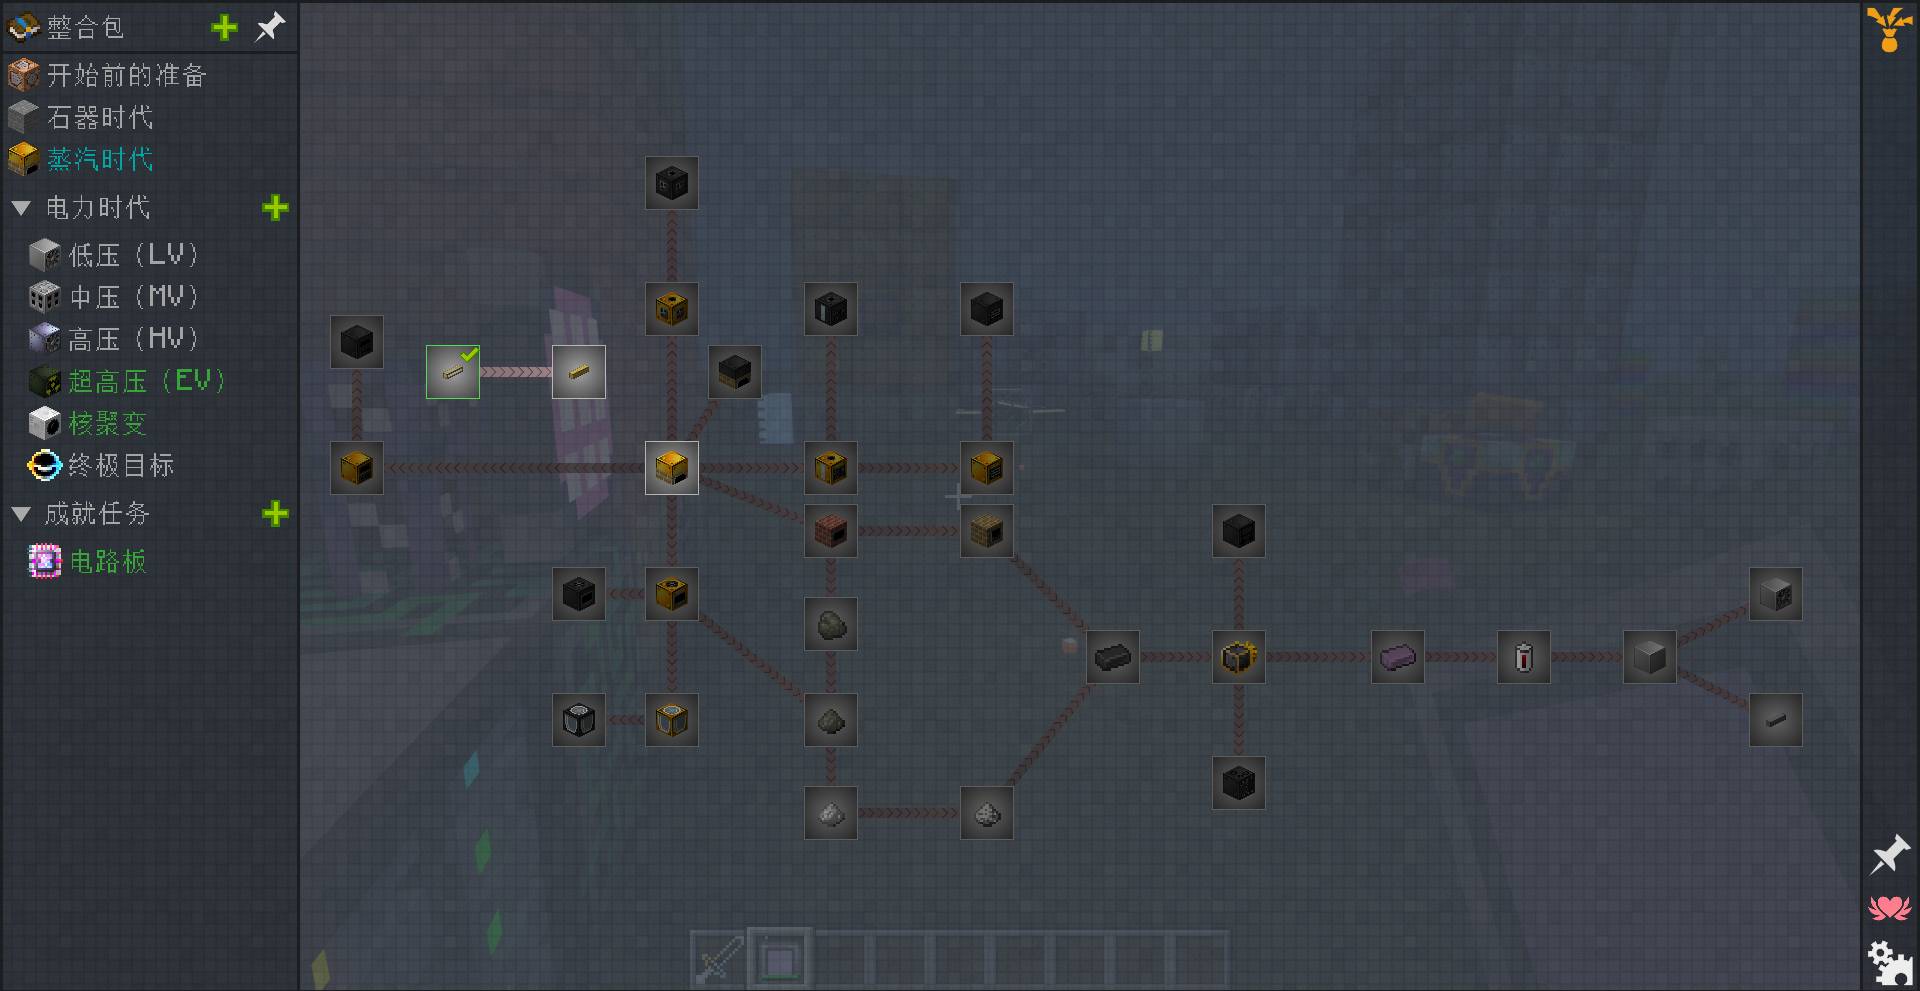 整合包
开始前的准备
石器时代
蒸汽时代
电力时代
低压 (LV)
中压 (MV)
高压 (HV)
超高压 (EV)
核聚变
终极目标
成就任务
电路板